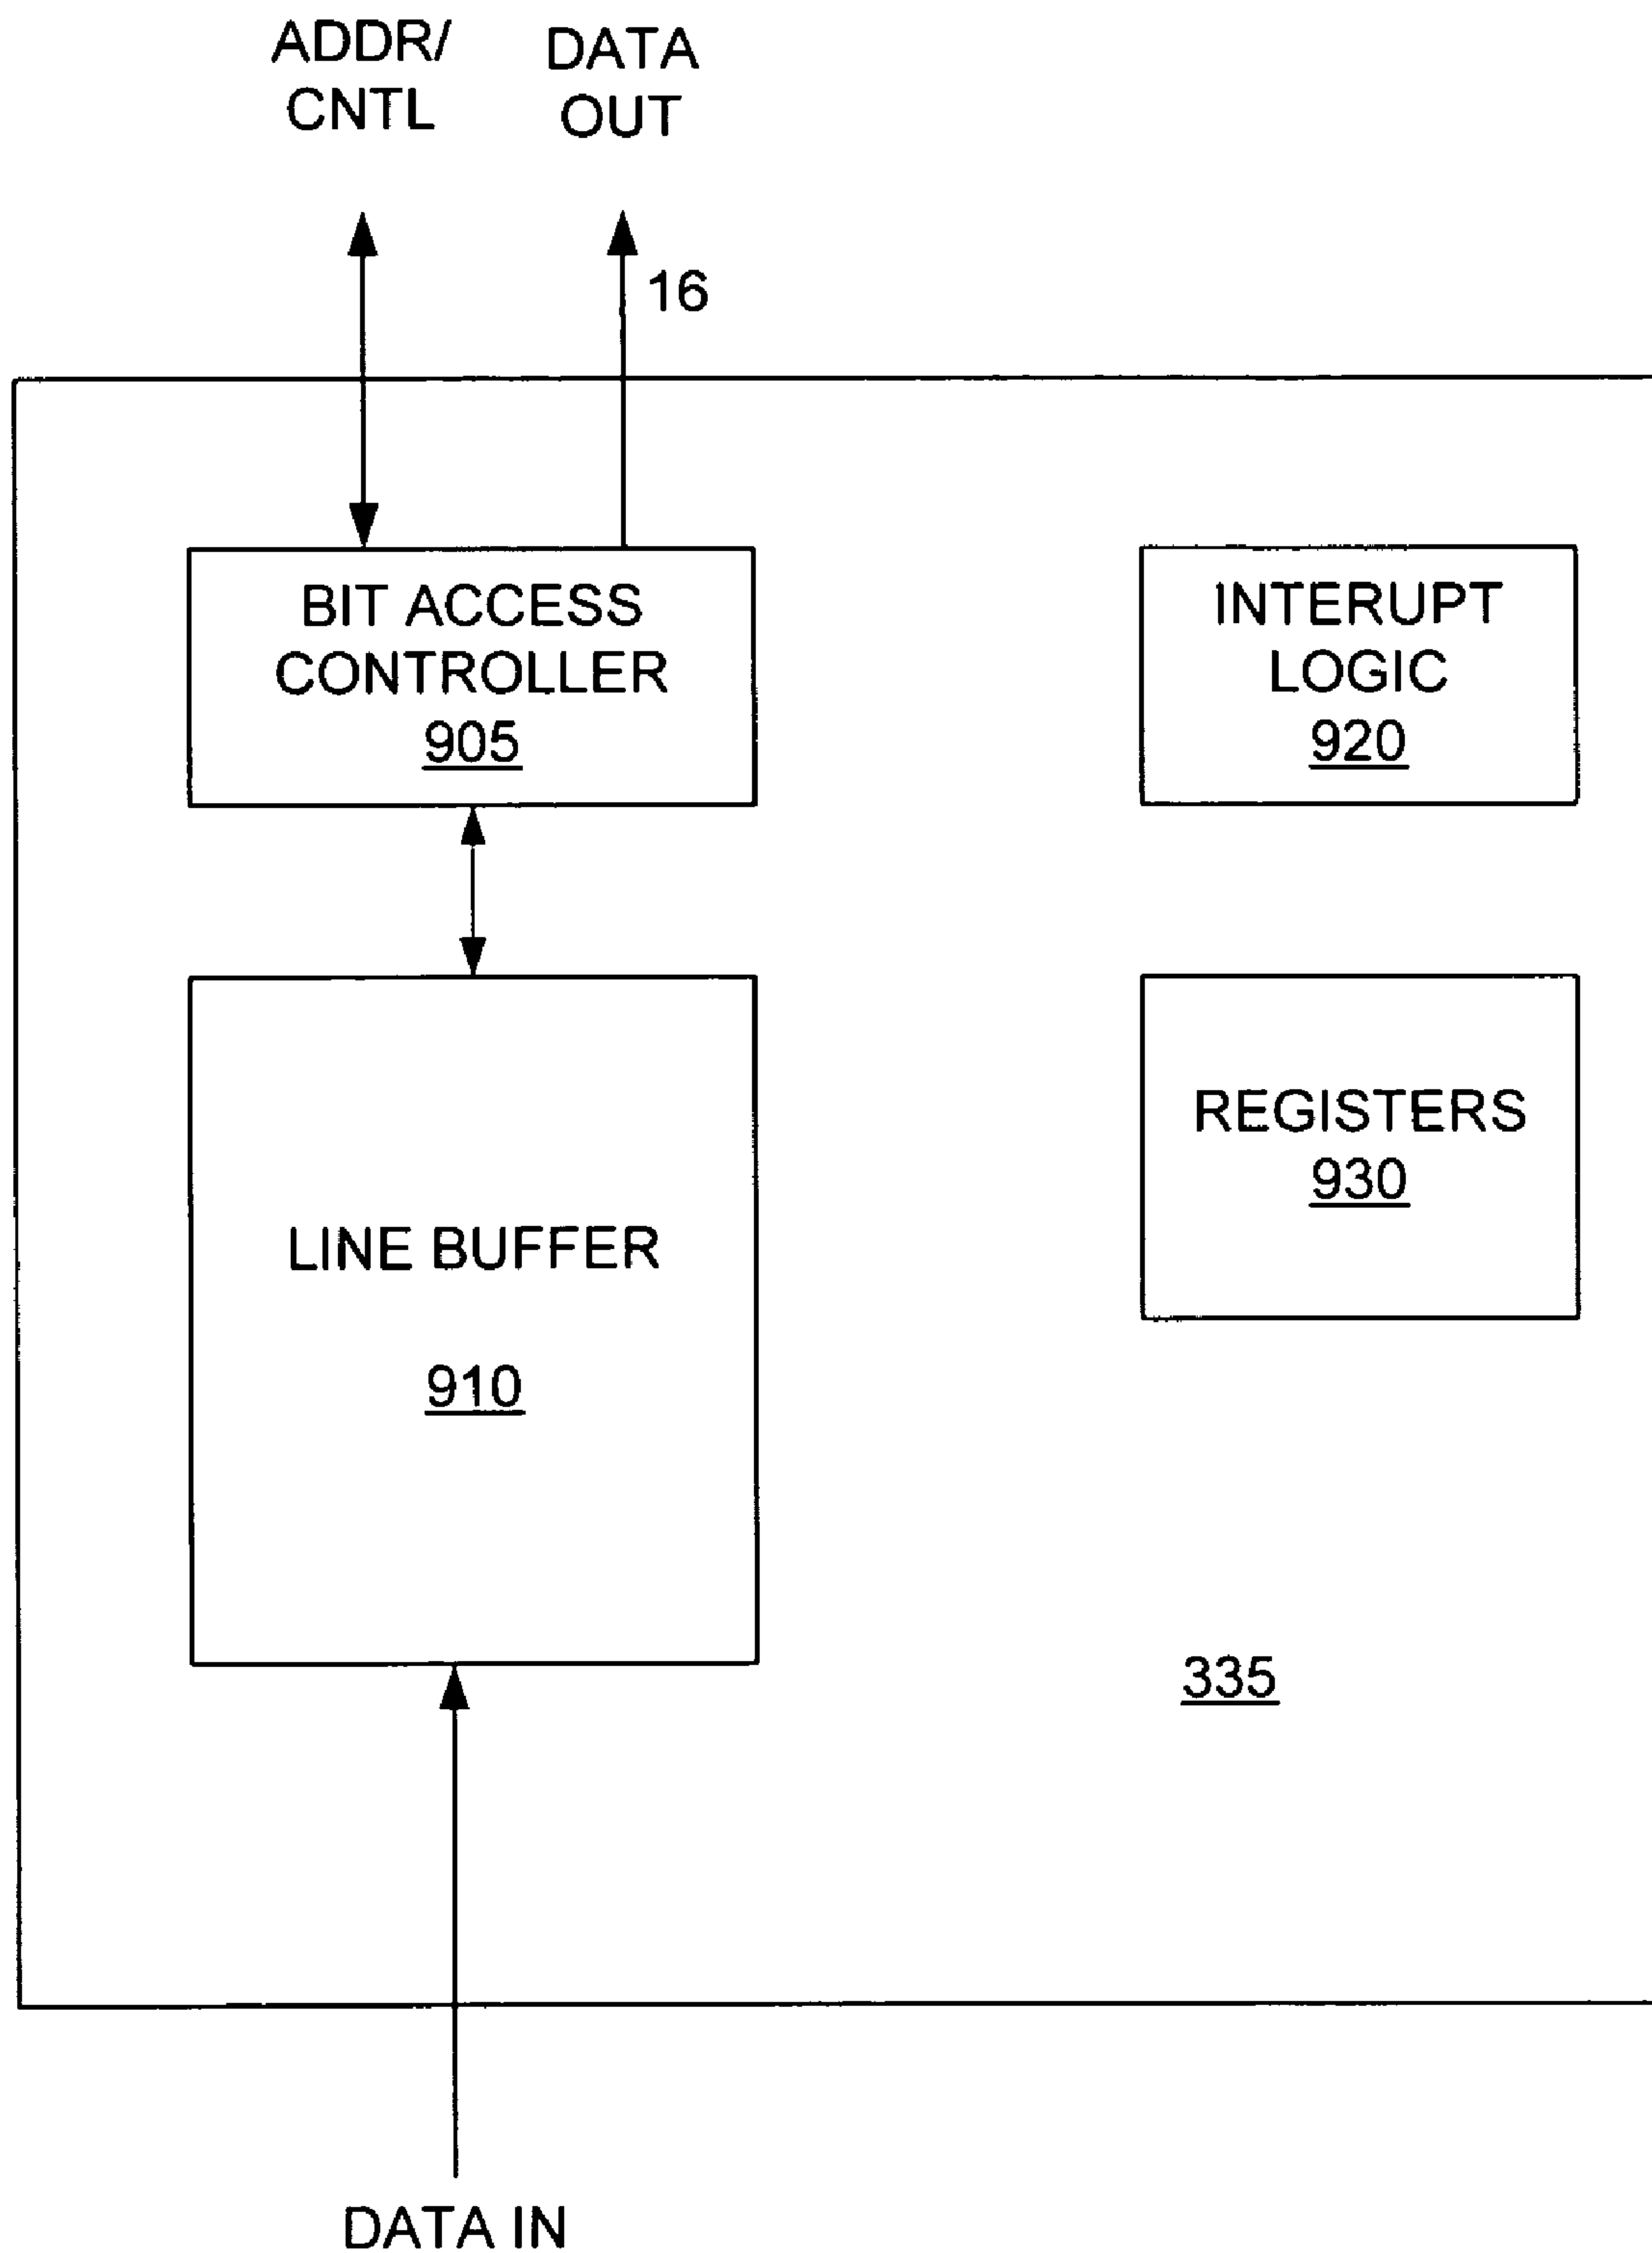 ADDR/
CNTL
DATA
OUT
16
BIT ACCESS
CONTROLLER
905
INTERUPT
LOGIC
920
LINE BUFFER
910
REGISTERS
930
335
DATA IN